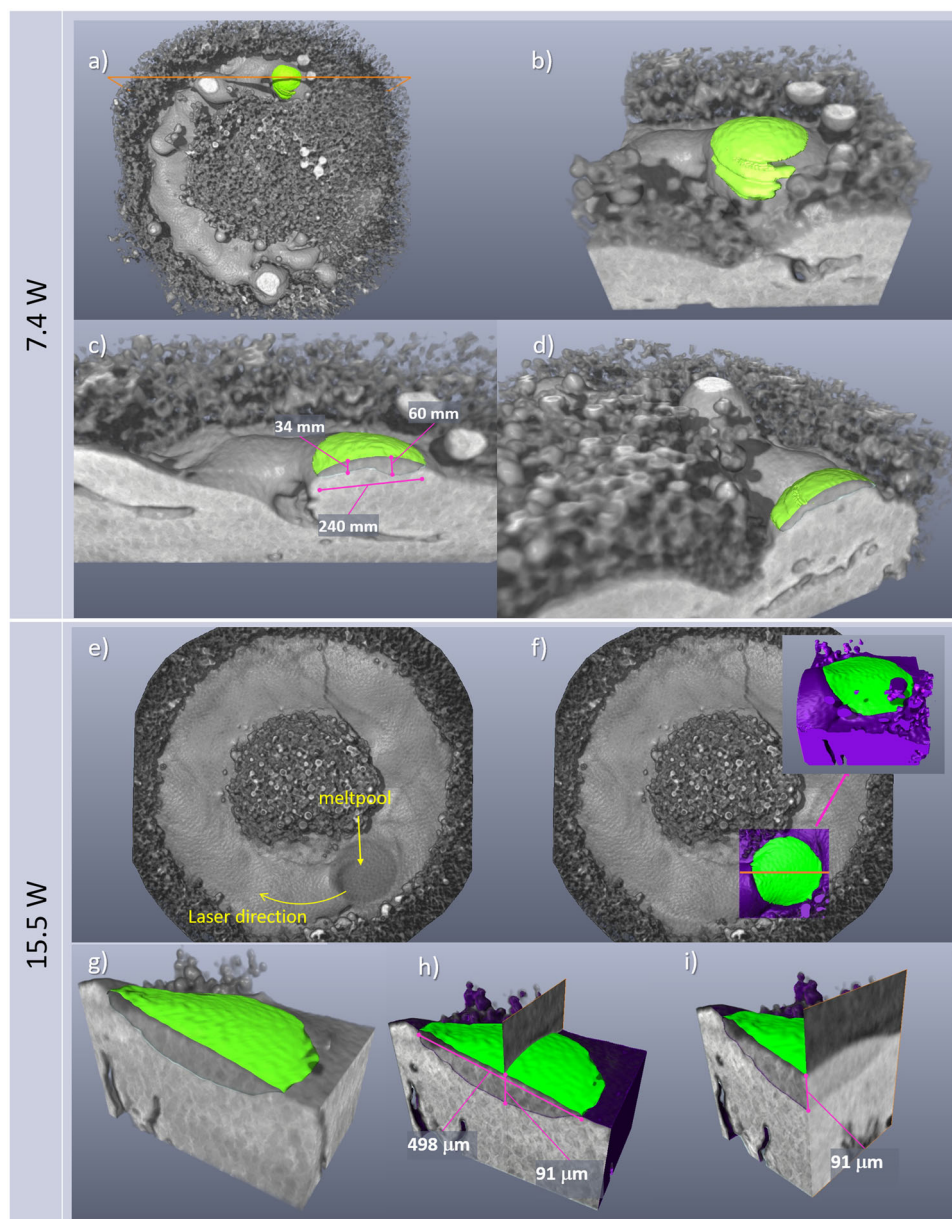 7.4 W
a)
b)
c)
34 mm
60 mm
240 mm
d)
15.5 W
e)
meltpool
Laser direction
f)
g)
h)
498 μm
91 μm
i)
91 μm